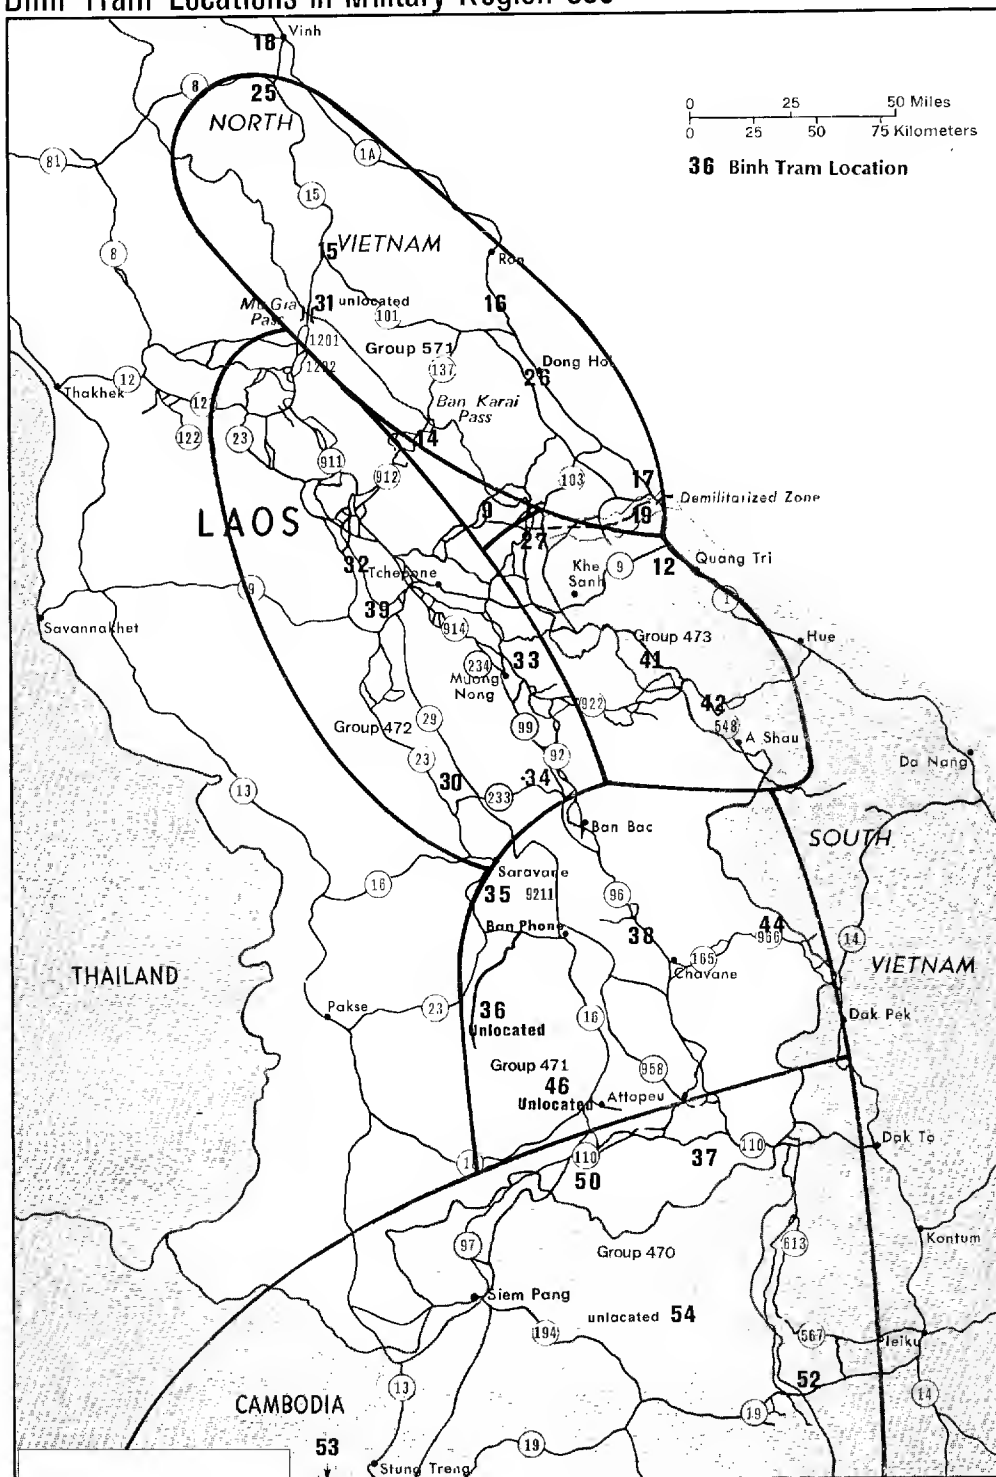 Binh Tram Locations in Military Region
Vinh
18
8
25
NORTH
0 25 50 Miles
0 25 50 75 Kilometers
36 Binh Tram Location
81
1A
15
8
15
VIETNAM
Ron
Mu Gia
Pass
31 unlocated
16
101
1201
Group 571
1202
137
Dong Hoi
26
12
Thakhek
12
Ban Karai
Pass
122
23
14
911
912
103
17
Demilitarized Zone
9
19
LAOS
27
32
Tchepone
Khe
Sanh
9
12
Quang Tri
9
39
1
Savannakhet
914
Group 473
Hue
234
33
41
Muong
Nong
922
42
Group 472
29
99
548
A Shau
23
92
Da Nang
13
30
34
233
Ban Bac
SOUTH
16
Saravane
35
9211
96
44
Ban Phone
38
966
14
165
Chavane
VIETNAM
THAILAND
Pakse
23
36
Unlocated
16
Dak Pek
Group 471
958
46
Unlocated
Attopeu
110
37
110
Dak To
50
97
Group 470
613
Kontum
Siem Pang
unlocated 54
194
567
leiku
13
52
CAMBODIA
19
14
53
19
Stung Treng